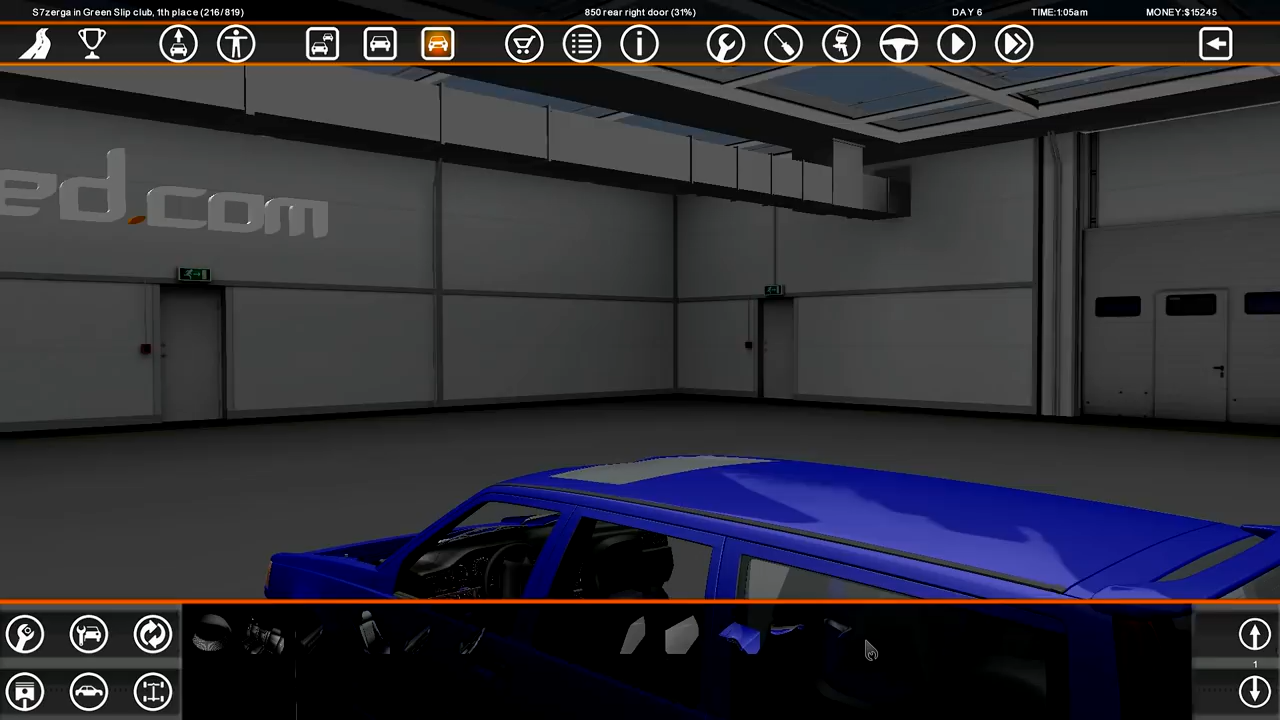 S7zerga in Green Slip club, 1th place (216/819)
850 rear right door (31%)
DAY 6
TIME:1:05am
MONEY:$15245
ed.com
1